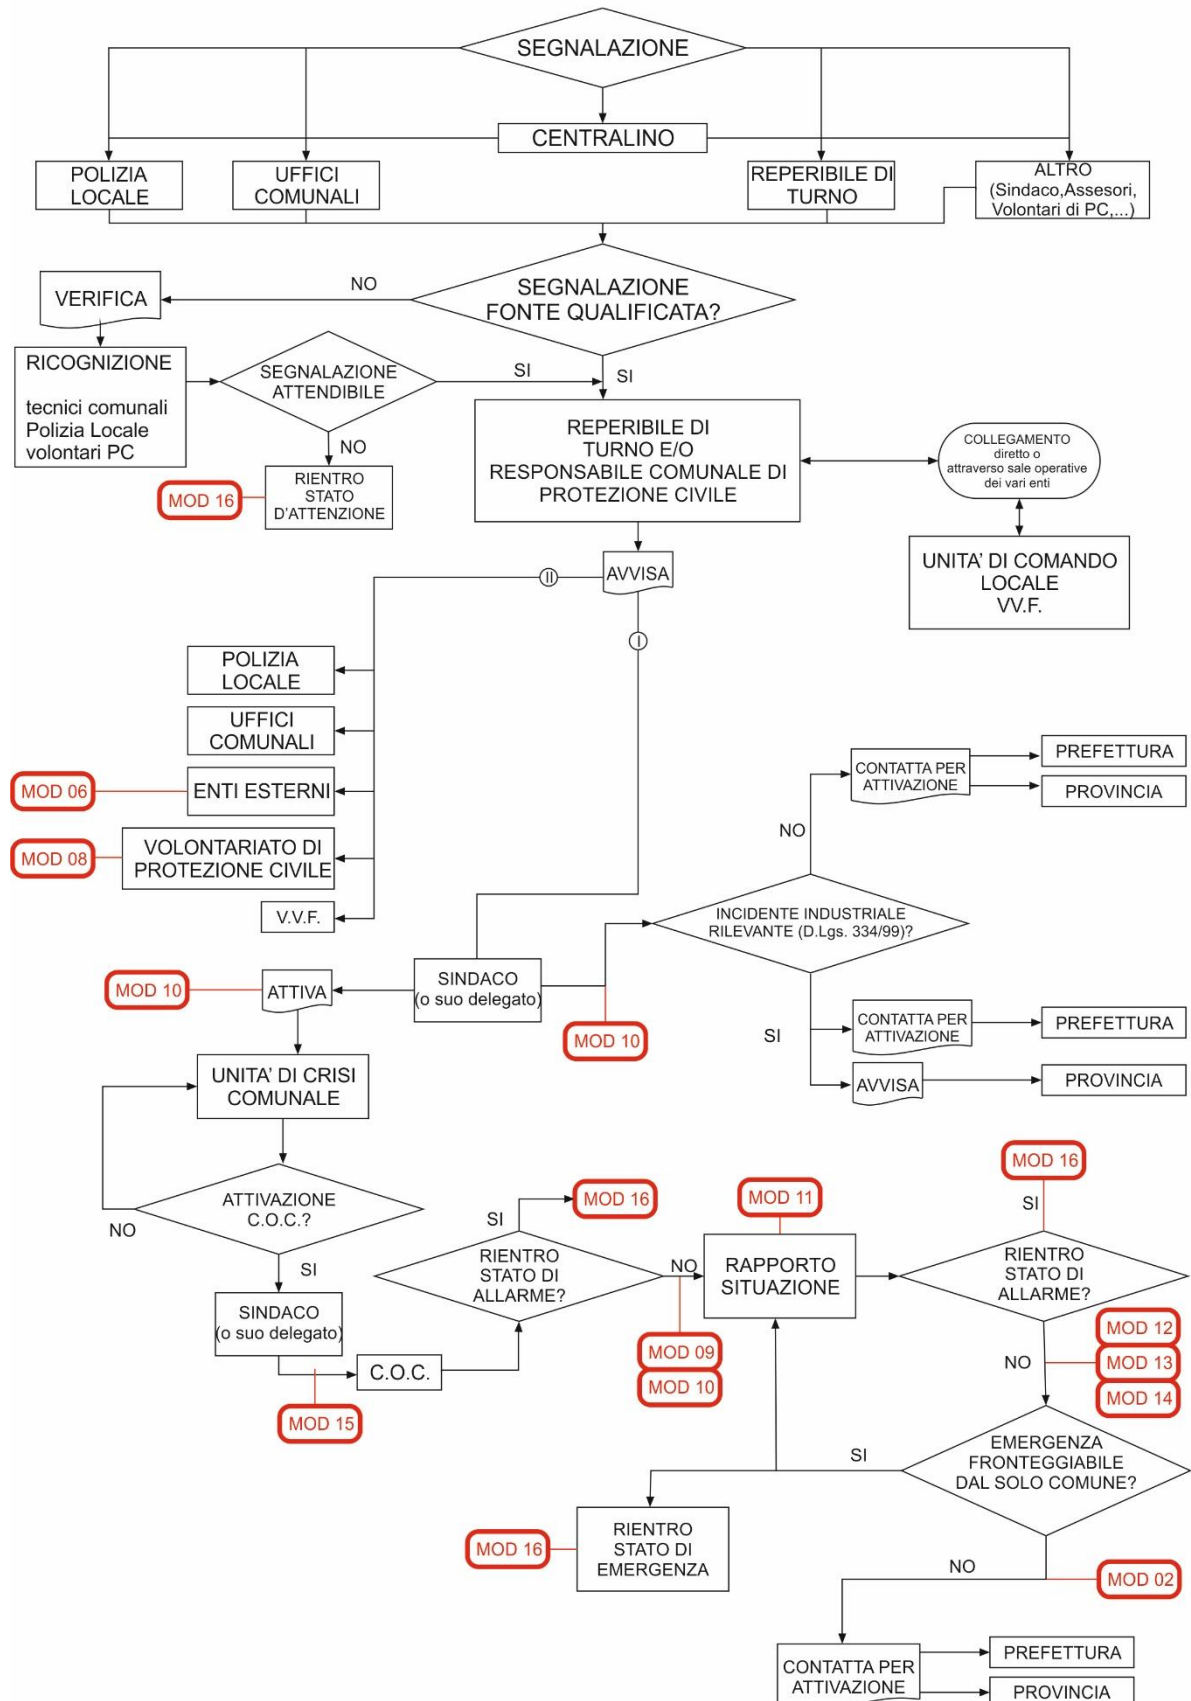 SEGNALAZIONE
CENTRALINO
POLIZIA
LOCALE
UFFICI
COMUNALI
REPERIBILE DI
TURNO
ALTRO
(Sindaco,Assesori,
Volontari di PC,...)
SEGNALAZIONE
FONTE QUALIFICATA?
NO
VERIFICA
RICOGNIZIONE
tecnici comunali
Polizia Locale
volontari PC
SEGNALAZIONE
ATTENDIBILE
SI
SI
NO
RIENTRO
STATO
D'ATTENZIONE
MOD 16
REPERIBILE DI
TURNO E/O
RESPONSABILE COMUNALE DI
PROTEZIONE CIVILE
COLLEGAMENTO
diretto o
attraverso sale operative
dei vari enti
UNITA' DI COMANDO
LOCALE
VV.F.
AVVISA
II
I
POLIZIA
LOCALE
UFFICI
COMUNALI
MOD 06
ENTI ESTERNI
MOD 08
VOLONTARIATO DI
PROTEZIONE CIVILE
V.V.F.
CONTATTA PER
ATTIVAZIONE
PREFETTURA
PROVINCIA
NO
INCIDENTE INDUSTRIALE
RILEVANTE (D.Lgs. 334/99)?
SINDACO
(o suo delegato)
MOD 10
ATTIVA
MOD 10
SI
CONTATTA PER
ATTIVAZIONE
PREFETTURA
AVVISA
PROVINCIA
UNITA' DI CRISI
COMUNALE
ATTIVAZIONE
C.O.C.?
NO
SI
SINDACO
(o suo delegato)
C.O.C.
MOD 15
RIENTRO
STATO DI
ALLARME?
SI
MOD 16
NO
MOD 09
MOD 10
MOD 11
RAPPORTO
SITUAZIONE
MOD 16
SI
RIENTRO
STATO DI
ALLARME?
NO
MOD 12
MOD 13
MOD 14
EMERGENZA
FRONTEGGIABILE
DAL SOLO COMUNE?
SI
RIENTRO
STATO DI
EMERGENZA
MOD 16
NO
MOD 02
CONTATTA PER
ATTIVAZIONE
PREFETTURA
PROVINCIA